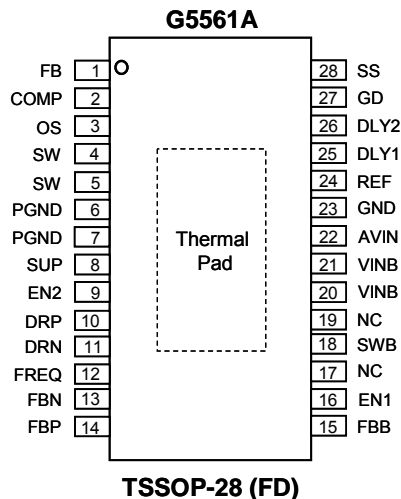 G5561A
FB 1 28 SS
COMP 2 27 GD
OS 3 26 DLY2
SW 4 25 DLY1
SW 5 24 REF
PGND 6 23 GND
PGND 7 22 AVIN
SUP 8 21 VINB
EN2 9 20 VINB
DRP 10 19 NC
DRN 11 18 SWB
FREQ 12 17 NC
FBN 13 16 EN1
FBP 14 15 FBB
Thermal
Pad
TSSOP-28 (FD)